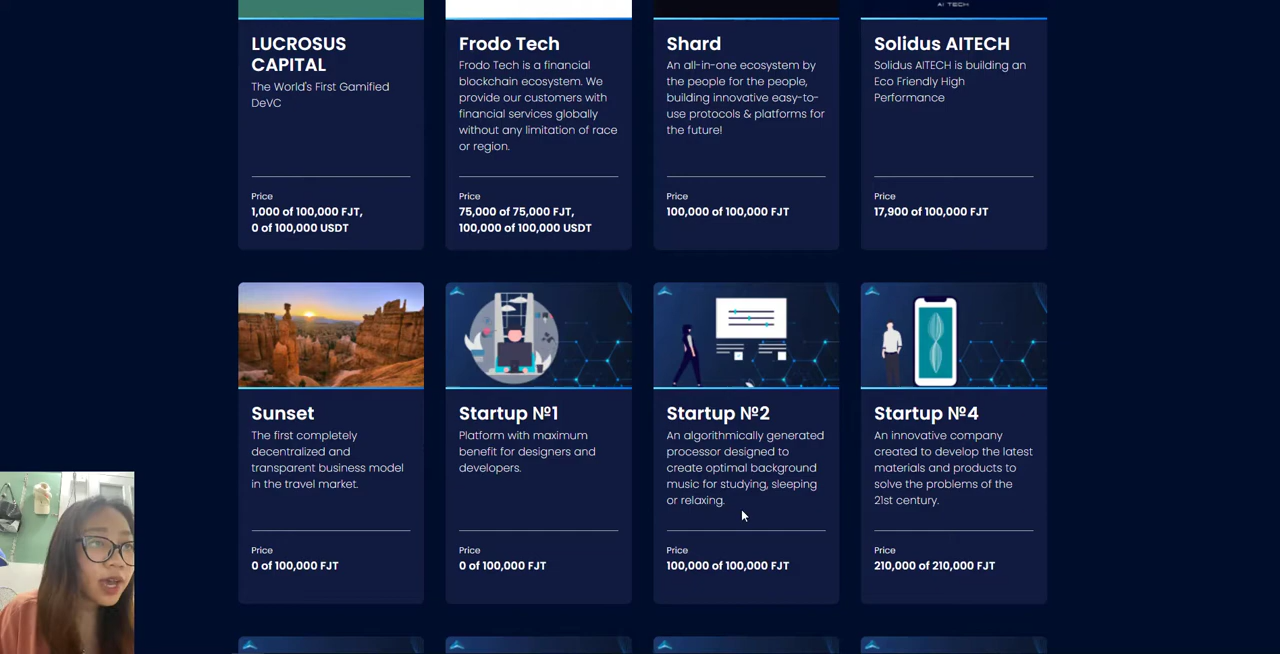 AI TECH
LUCROSUS
CAPITAL
The World's First Gamified
DeVC
Price
1,000 of 100,000 FJT,
0 of 100,000 USDT
Frodo Tech
Frodo Tech is a financial
blockchain ecosystem. We
provide our customers with
financial services globally
without any limitation of race
or region.
Price
75,000 of 75,000 FJT,
100,000 of 100,000 USDT
Shard
An all-in-one ecosystem by
the people for the people,
building innovative easy-to-
use protocols & platforms for
the future!
Price
100,000 of 100,000 FJT
Solidus AITECH
Solidus AITECH is building an
Eco Friendly High
Performance
Price
17,900 of 100,000 FJT
Sunset
The first completely
decentralized and
transparent business model
in the travel market.
Price
0 of 100,000 FJT
Startup №1
Platform with maximum
benefit for designers and
developers.
Price
0 of 100,000 FJT
Startup №2
An algorithmically generated
processor designed to
create optimal background
music for studying, sleeping
or relaxing.
Price
100,000 of 100,000 FJT
Startup №4
An innovative company
created to develop the latest
materials and products to
solve the problems of the
21st century.
Price
210,000 of 210,000 FJT